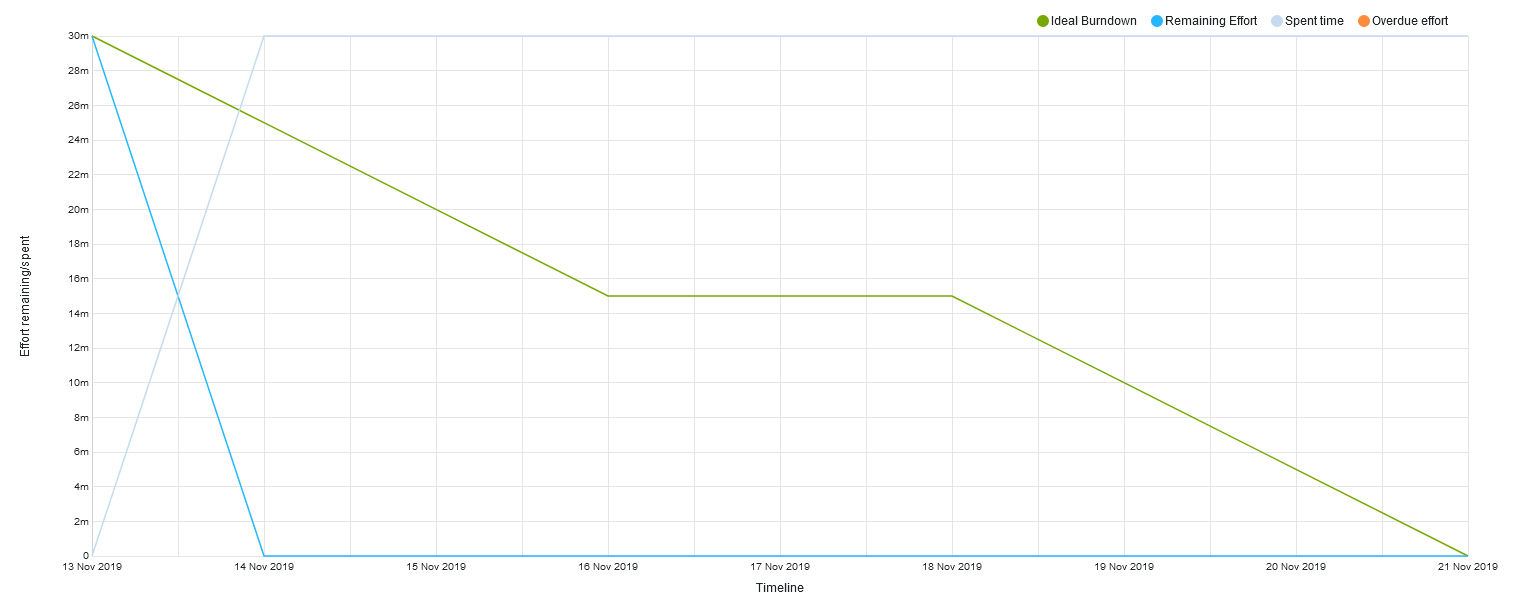 Ideal Burndown Remaining Effort Spent time Overdue effort
30m
28m
26m
24m
22m
20m
18m
16m
14m
12m
10m
8m
6m
4m
2m
0
Effort remaining/spent
13 Nov 2019 14 Nov 2019 15 Nov 2019 16 Nov 2019 17 Nov 2019 18 Nov 2019 19 Nov 2019 20 Nov 2019 21 Nov 2019
Timeline